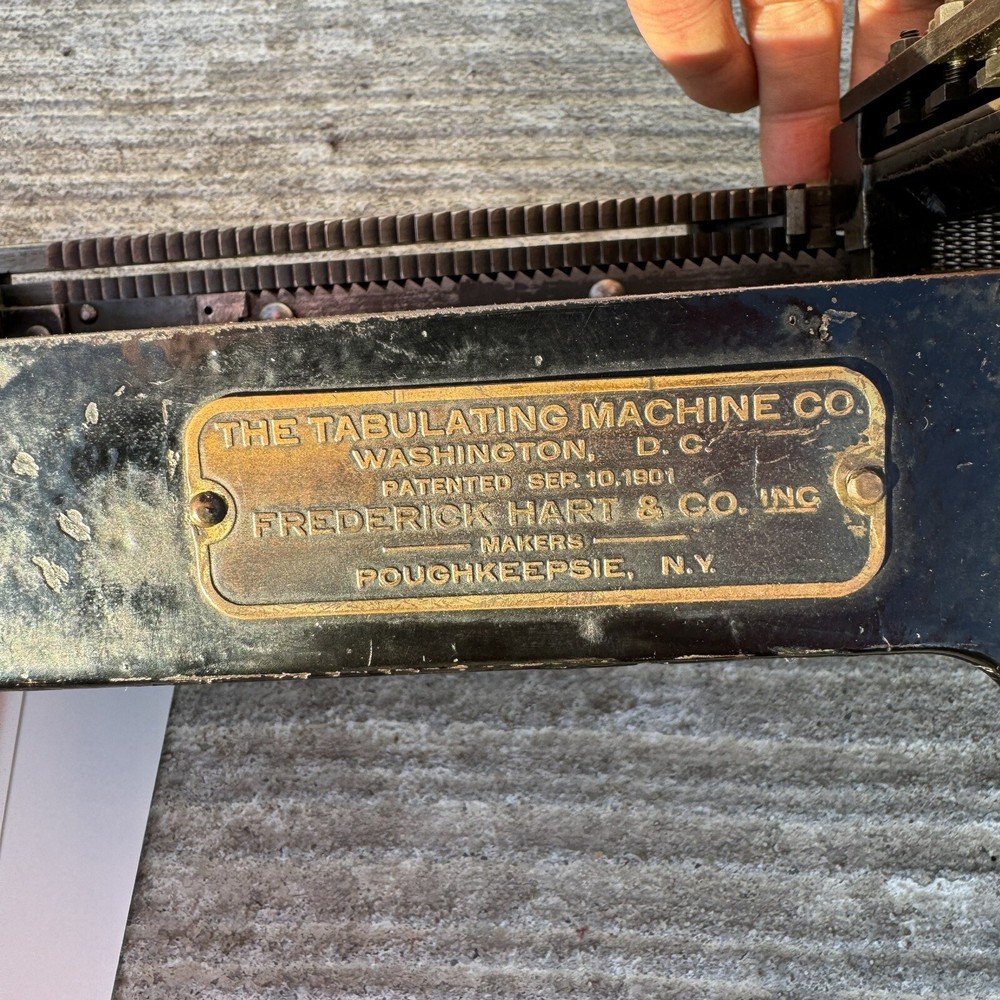 THE TABULATING MACHINE CO.
WASHINGTON, D. C.
PATENTED SEP. 10. 1901
FREDERICK HART & CO. INC
MAKERS
POUGHKEEPSIE, N.Y.